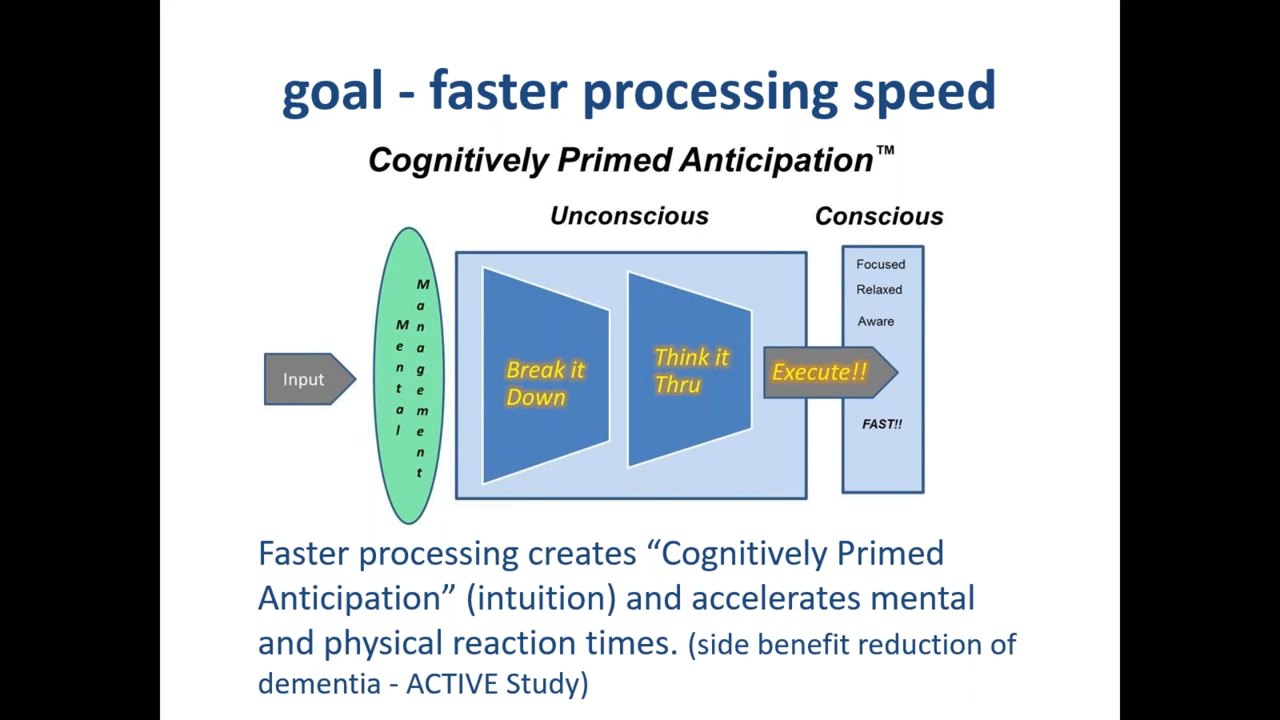 goal - faster processing speed
Cognitively Primed Anticipation™
Unconscious
Conscious
Input
Mental
Management
Break it
Down
Think it
Thru
Execute!!
Focused
Relaxed
Aware
FAST!!
Faster processing creates “Cognitively Primed
Anticipation” (intuition) and accelerates mental
and physical reaction times. (side benefit reduction of
dementia - ACTIVE Study)